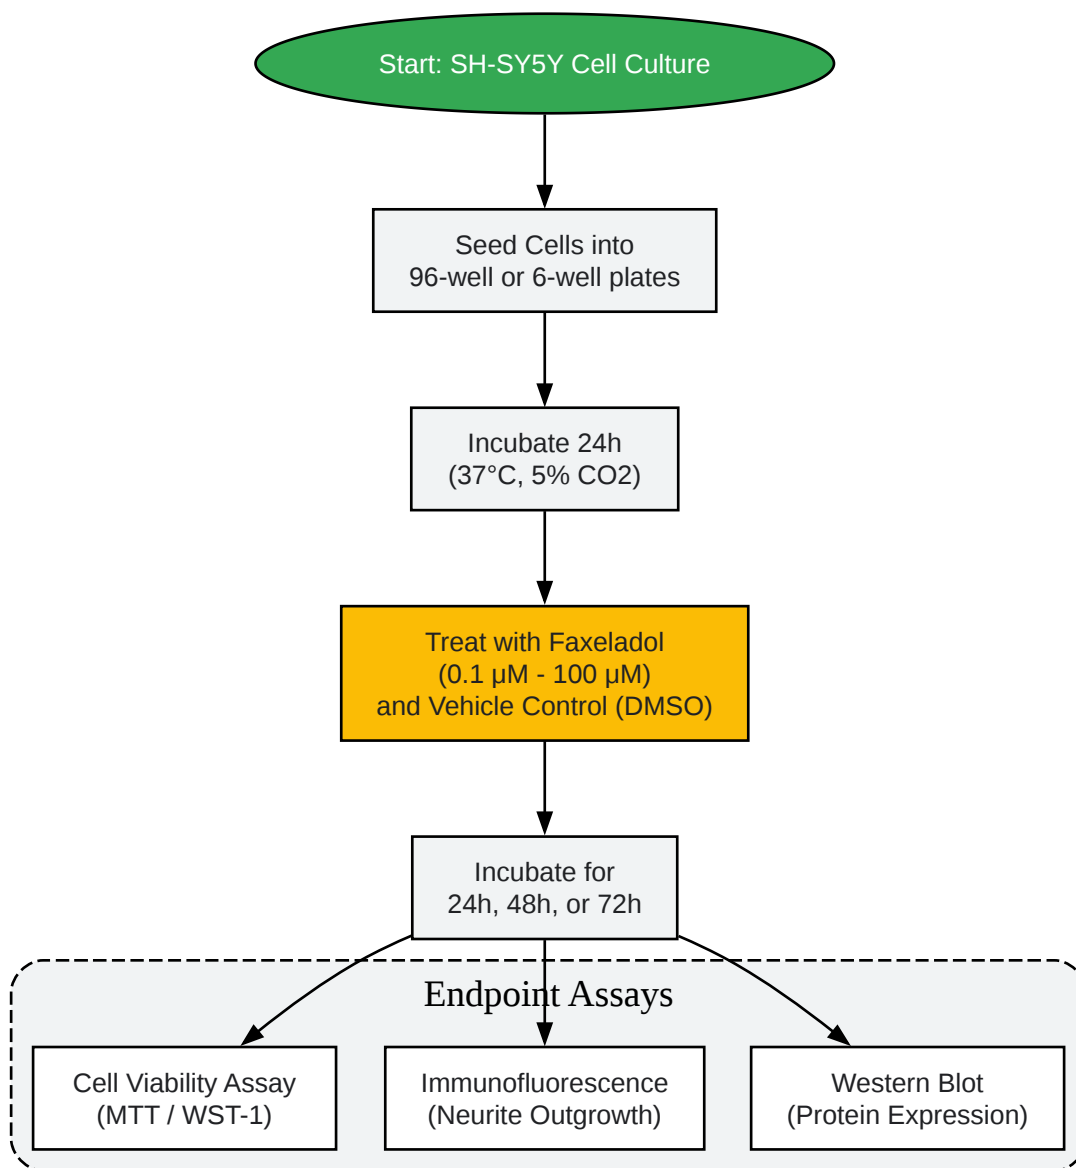 Start: SH-SY5Y Cell Culture
Seed Cells into
96-well or 6-well plates
Incubate 24h
(37°C, 5% CO2)
Treat with Faxeladol
(0.1 μM - 100 μM)
and Vehicle Control (DMSO)
Incubate for
24h, 48h, or 72h
Endpoint Assays
Cell Viability Assay
(MTT / WST-1)
Immunofluorescence
(Neurite Outgrowth)
Western Blot
(Protein Expression)